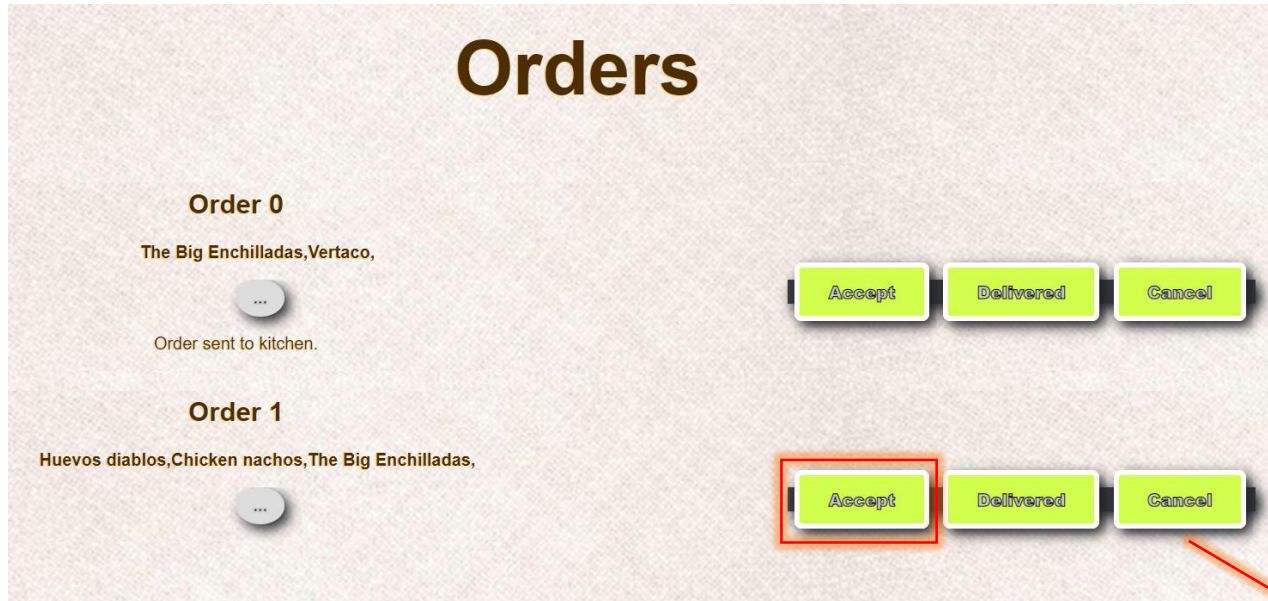 Orders
Order 0
The Big Enchilladas,Vertaco,
...
Order sent to kitchen.
Accept Delivered Cancel
Order 1
Huevos diablos,Chicken nachos,The Big Enchilladas,
...
Accept Delivered Cancel